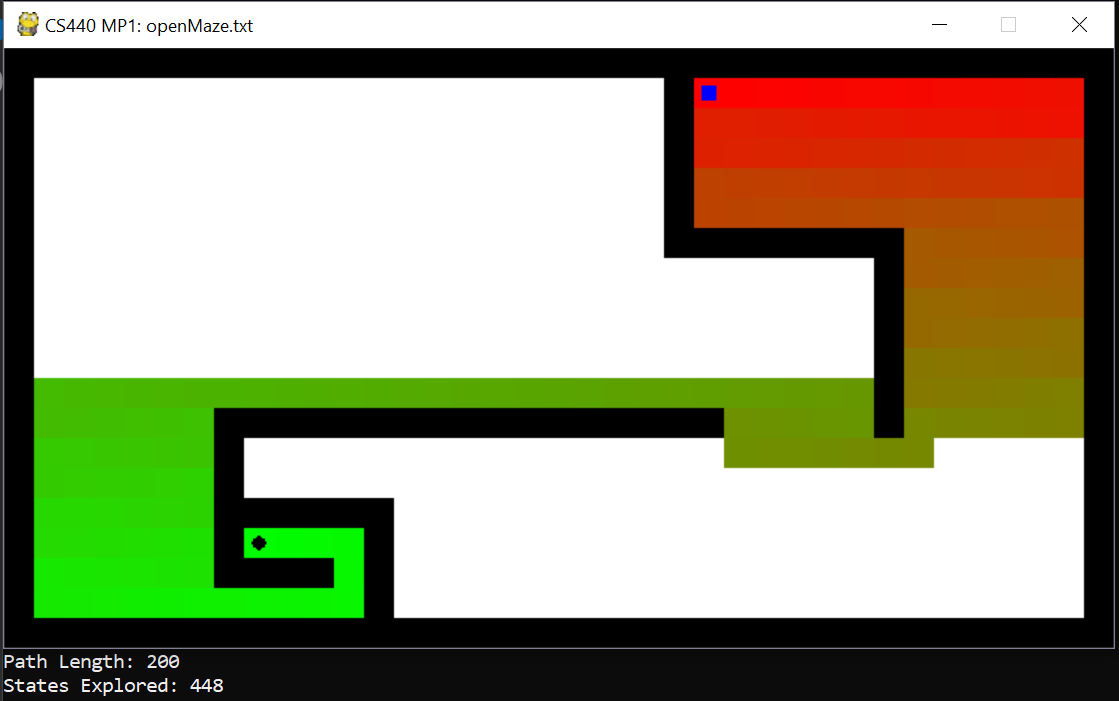 CS440 MP1: openMaze.txt
Path Length: 200
States Explored: 448